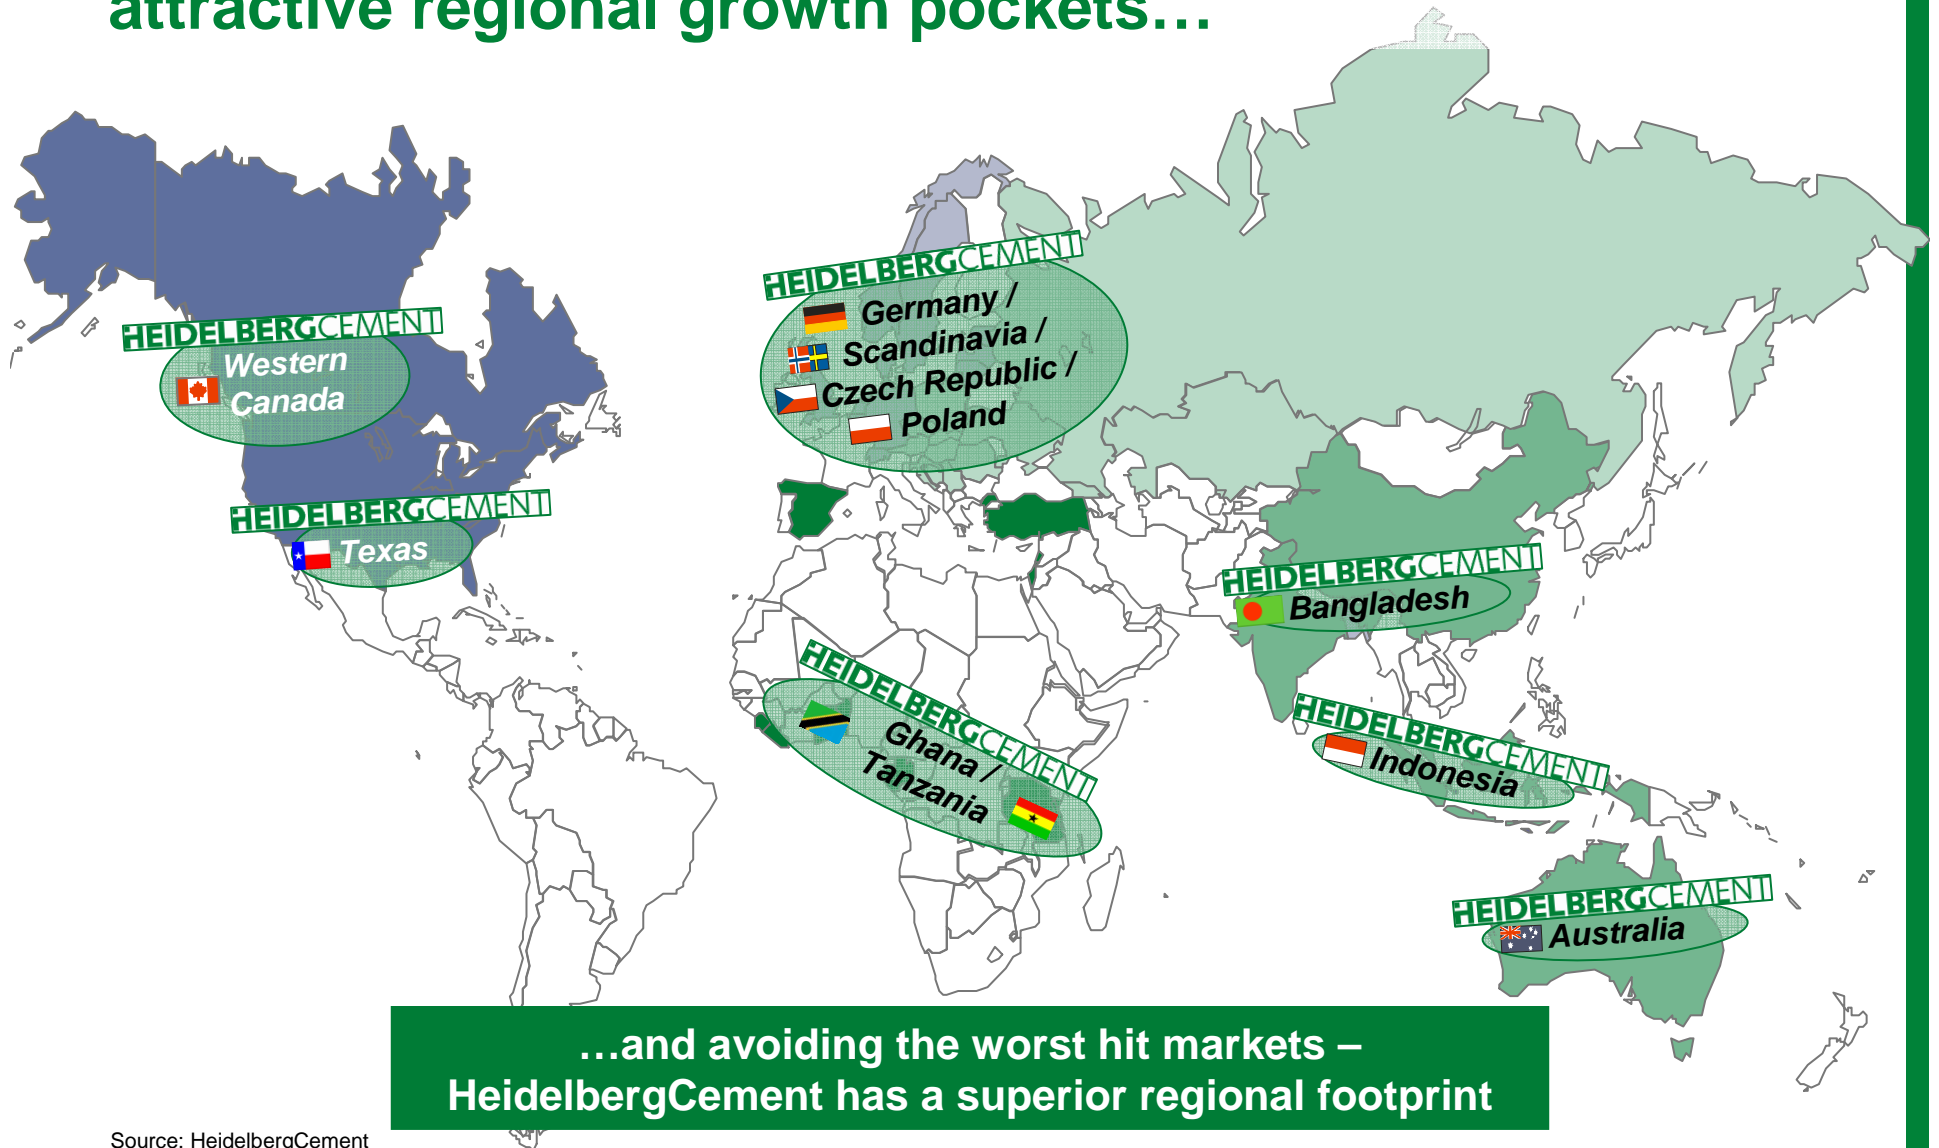 attractive regional growth pockets…
HEIDELBERGCEMENT
Germany /
Scandinavia /
Czech Republic /
Poland
HEIDELBERGCEMENT
Western
Canada
HEIDELBERGCEMENT
Texas
HEIDELBERGCEMENT
Bangladesh
HEIDELBERGCEMENT
Ghana /
Tanzania
HEIDELBERGCEMENT
Indonesia
HEIDELBERGCEMENT
Australia
…and avoiding the worst hit markets –
HeidelbergCement has a superior regional footprint
Source: HeidelbergCement